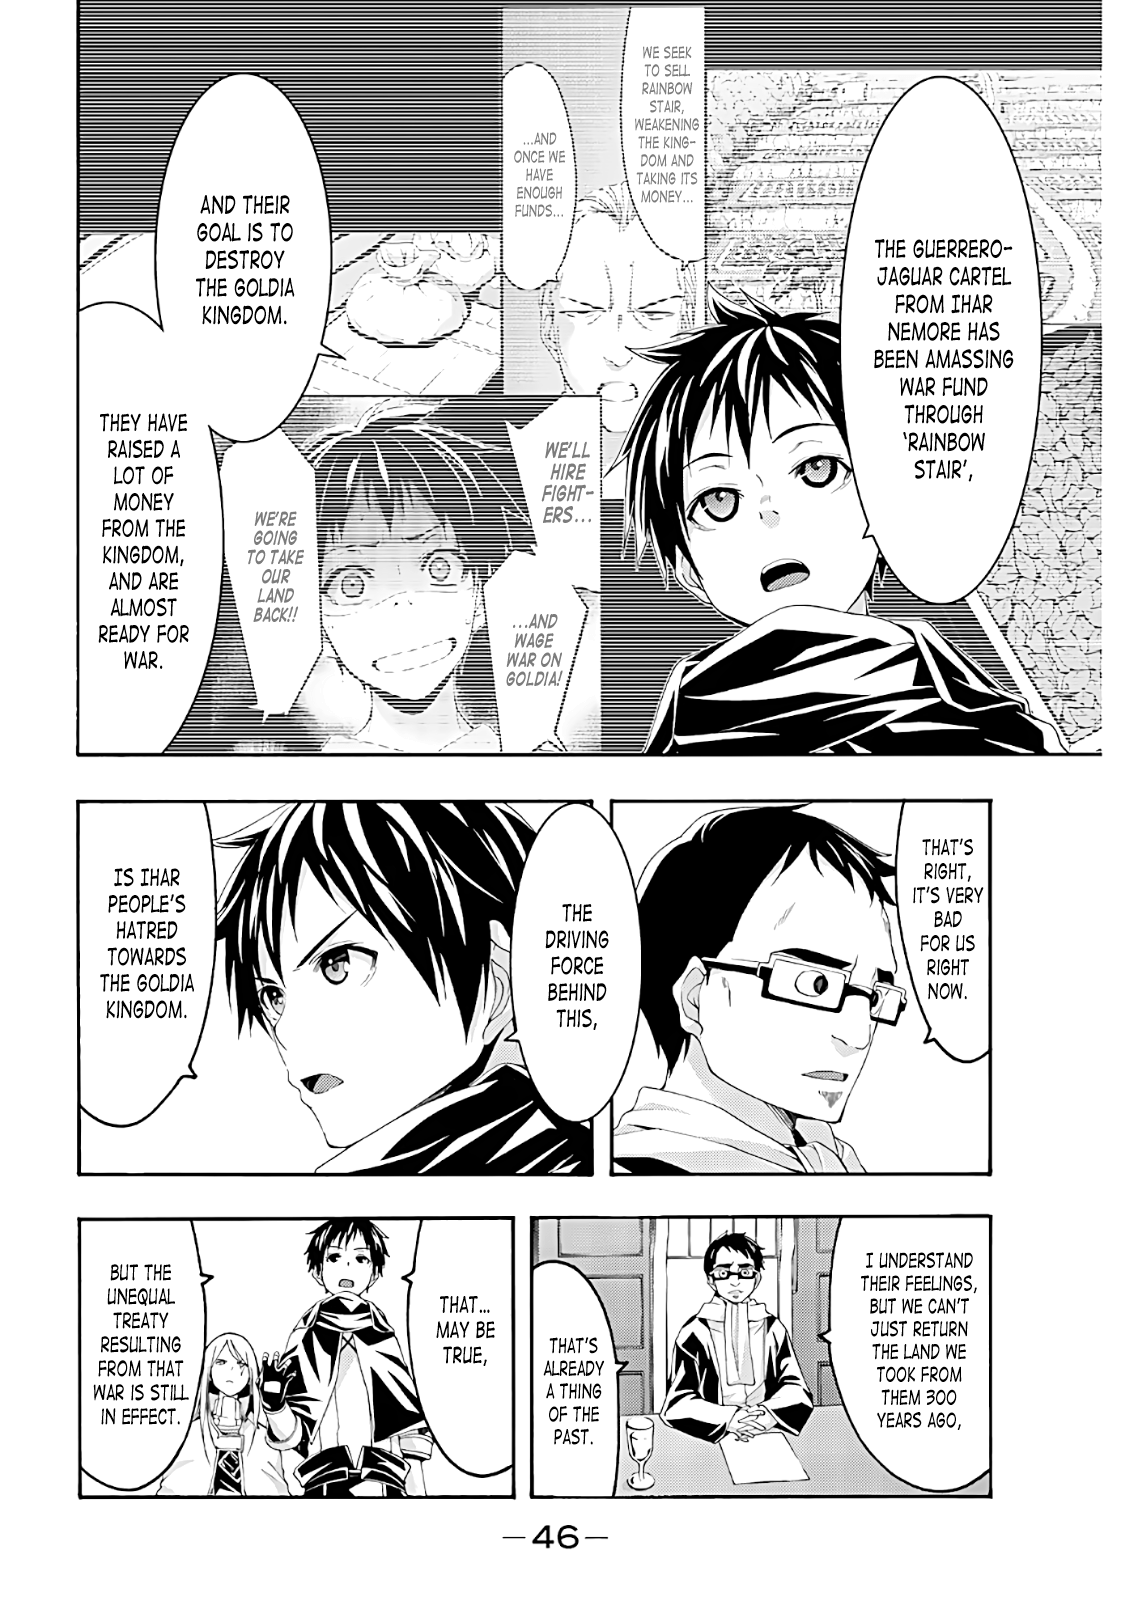 THE GUERRERO-
JAGUAR CARTEL
FROM IHAR
NEMORE HAS
BEEN AMASSING
WAR FUND
THROUGH
‘RAINBOW
STAIR’,
WE SEEK
TO SELL
RAINBOW
STAIR,
WEAKENING
THE KING-
DOM AND
TAKING ITS
MONEY...
...AND
ONCE WE
HAVE
ENOUGH
FUNDS...
WE'LL
HIRE
FIGHT-
ERS...
...AND
WAGE
WAR ON
GOLDIA!
WE'RE
GOING
TO TAKE
OUR
LAND
BACK!!
AND THEIR
GOAL IS TO
DESTROY
THE GOLDIA
KINGDOM.
THEY HAVE
RAISED A
LOT OF
MONEY
FROM THE
KINGDOM,
AND ARE
ALMOST
READY FOR
WAR.
THAT'S
RIGHT,
IT'S VERY
BAD
FOR US
RIGHT
NOW.
THE
DRIVING
FORCE
BEHIND
THIS,
IS IHAR
PEOPLE'S
HATRED
TOWARDS
THE GOLDIA
KINGDOM.
I UNDERSTAND
THEIR FEELINGS,
BUT WE CAN'T
JUST RETURN
THE LAND WE
TOOK FROM
THEM 300
YEARS AGO,
THAT'S
ALREADY
A THING
OF THE
PAST.
THAT...
MAY BE
TRUE,
BUT THE
UNEQUAL
TREATY
RESULTING
FROM THAT
WAR IS STILL
IN EFFECT.
—46—